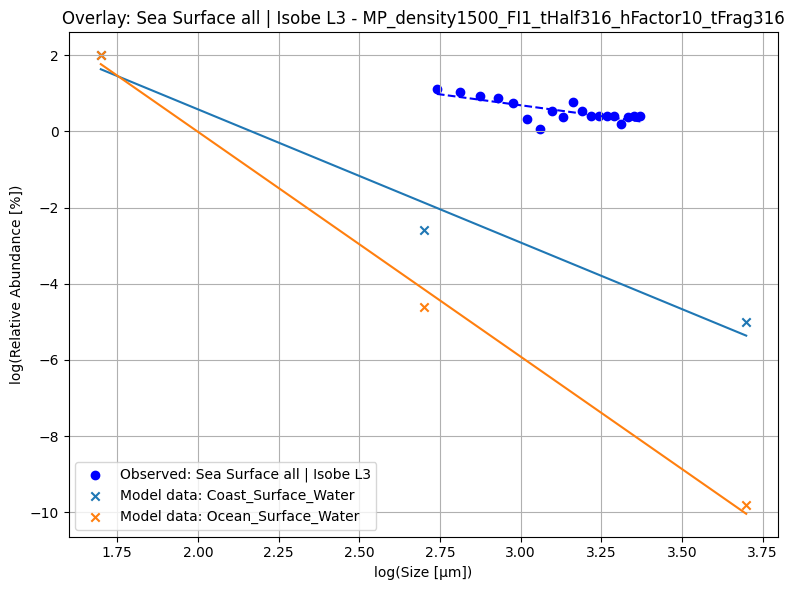 Overlay: Sea Surface all | Isobe L3 - MP_density1500_FI1_tHalf316_hFactor10_tFrag316
log(Relative Abundance [%])
2
0
−2
−4
−6
−8
−10
Observed: Sea Surface all | Isobe L3
Model data: Coast_Surface_Water
Model data: Ocean_Surface_Water
1.75 2.00 2.25 2.50 2.75 3.00 3.25 3.50 3.75
log(Size [µm])